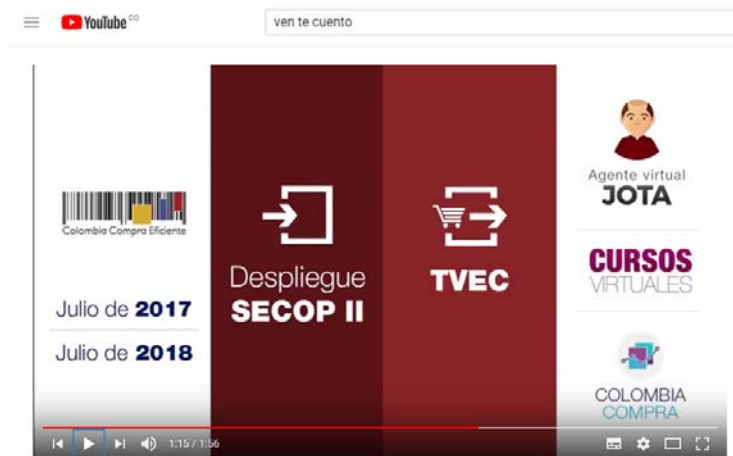 YouTube CO
ven te cuento
Colombia Compra Eficiente
Julio de 2017
Julio de 2018
Despliegue
SECOP II
TVEC
Agente virtual
JOTA
CURSOS
VIRTUALES
COLOMBIA
COMPRA
1:15 / 1:56